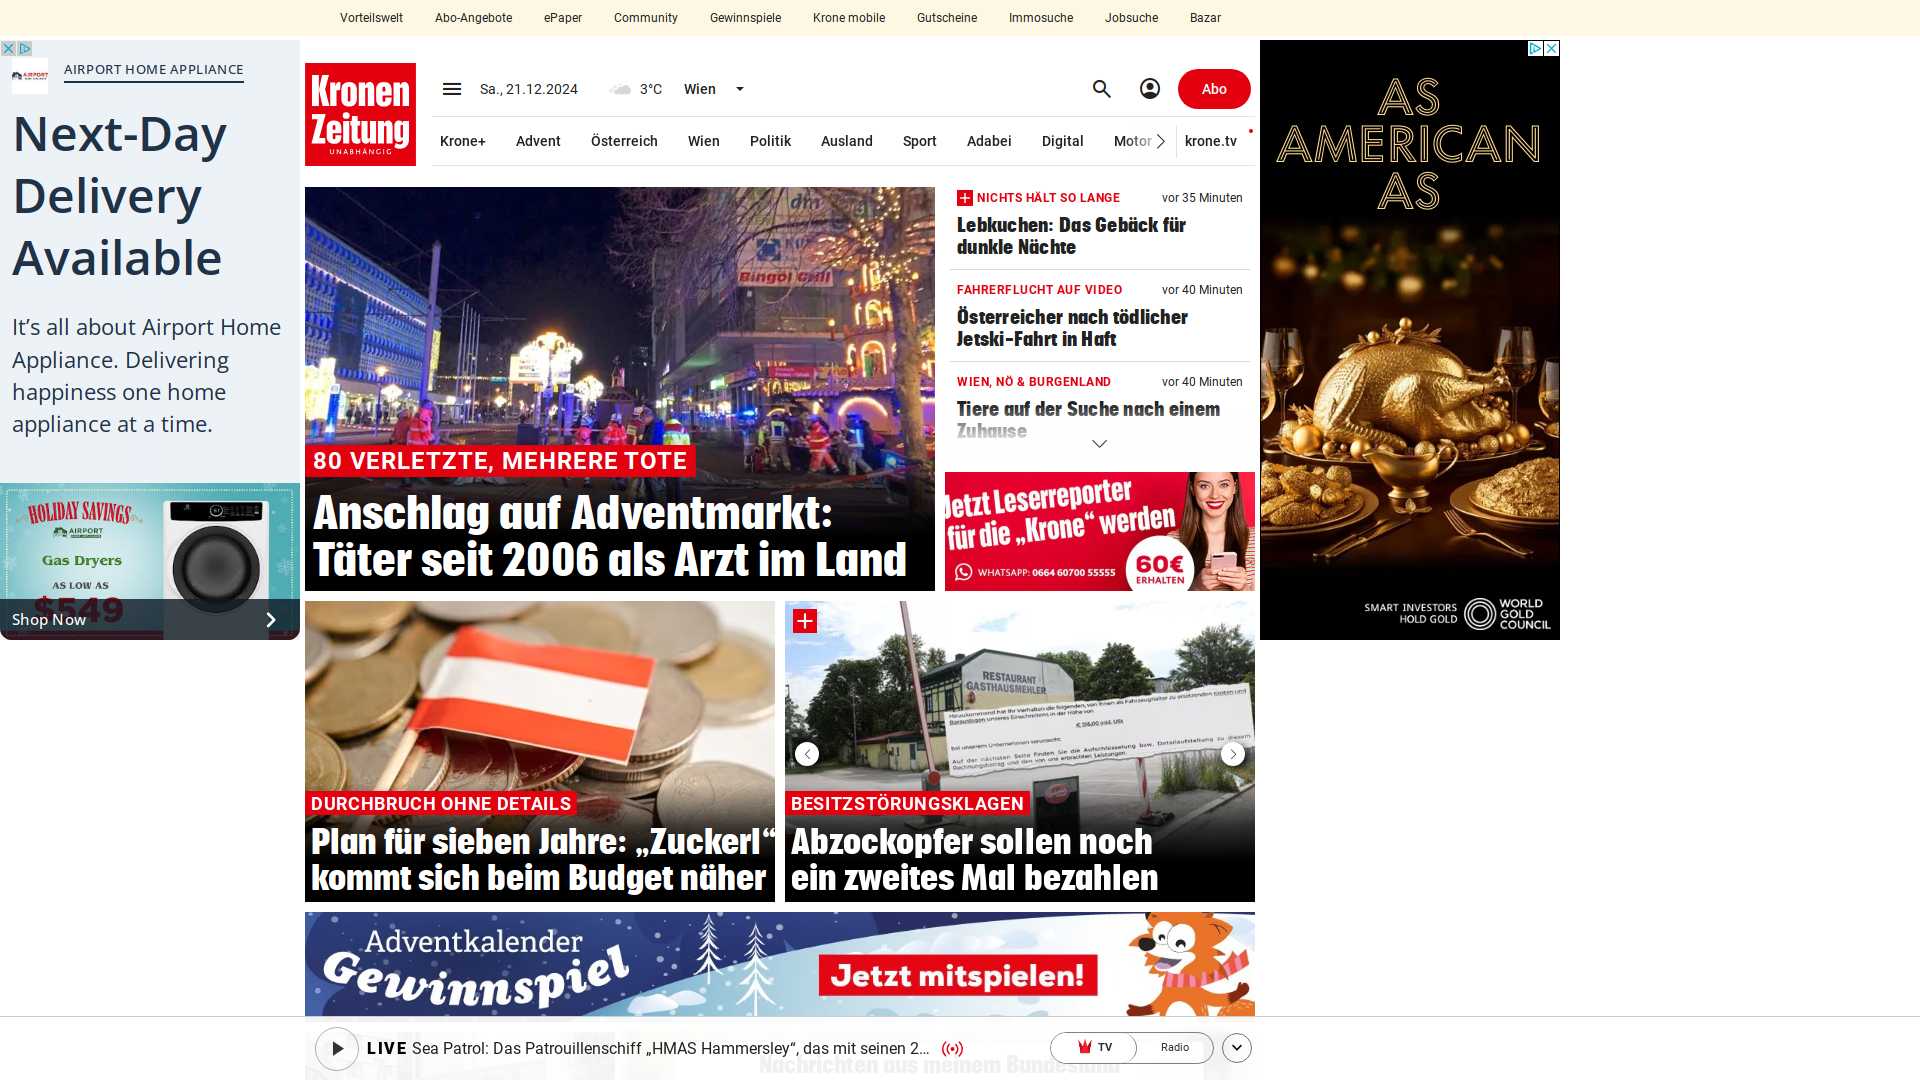 Vorteilswelt
Abo-Angebote
ePaper
Community
Gewinnspiele
Krone mobile
Gutscheine
Immosuche
Jobsuche
Bazar
AIRPORT HOME APPLIANCE
Next-Day
Delivery
Available
It's all about Airport Home
Appliance. Delivering
happiness one home
appliance at a time.
HOLIDAY SAVINGS
AIRPORT
Gas Dryers
AS LOW AS
$549
Shop Now
Kronen
Zeitung
UNABHÄNGIG
Sa., 21.12.2024
3°C
Wien
Abo
Krone+
Advent
Österreich
Wien
Politik
Ausland
Sport
Adabei
Digital
Motor
krone.tv
dm
Bingöl Grill
80 VERLETZTE, MEHRERE TOTE
Anschlag auf Adventmarkt:
Täter seit 2006 als Arzt im Land
NICHTS HÄLT SO LANGE
vor 35 Minuten
Lebkuchen: Das Gebäck für
dunkle Nächte
FAHRERFLUCHT AUF VIDEO
vor 40 Minuten
Österreicher nach tödlicher
Jetski-Fahrt in Haft
WIEN, NÖ & BURGENLAND
vor 40 Minuten
Tiere auf der Suche nach einem
Zuhause
Jetzt Leserreporter
für die „Krone“ werden
WHATSAPP: 0664 60700 55555
60€
ERHALTEN
DURCHBRUCH OHNE DETAILS
Plan für sieben Jahre: „Zuckerl“
kommt sich beim Budget näher
RESTAURANT
GASTHAUSMEHLER
BESITZSTÖRUNGSKLAGEN
Abzockopfer sollen noch
ein zweites Mal bezahlen
Adventkalender
Gewinnspiel
Jetzt mitspielen!
LIVE Sea Patrol: Das Patrouillenschiff „HMAS Hammersley“, das mit seinen 2...
TV
Radio
Nachrichten aus meinem Bundesland
AS
AMERICAN
AS
SMART INVESTORS
HOLD GOLD
WORLD
GOLD
COUNCIL